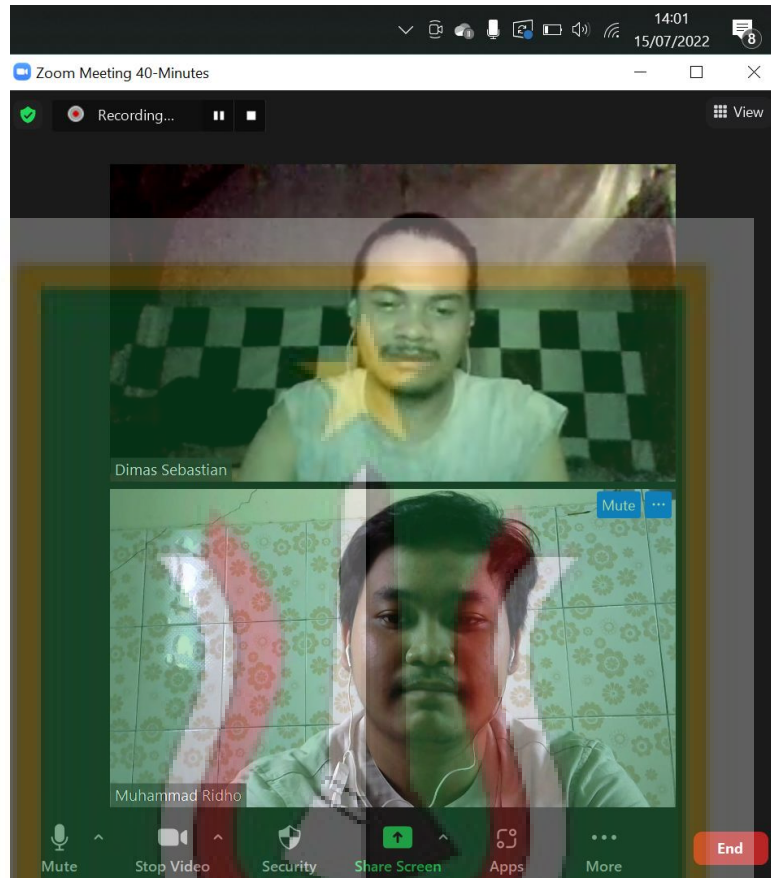 14:01
15/07/2022
8
Zoom Meeting 40-Minutes
Recording...
View
Dimas Sebastian
Mute
Muhammad Ridho
Mute
Stop Video
Security
Share Screen
Apps
More
End